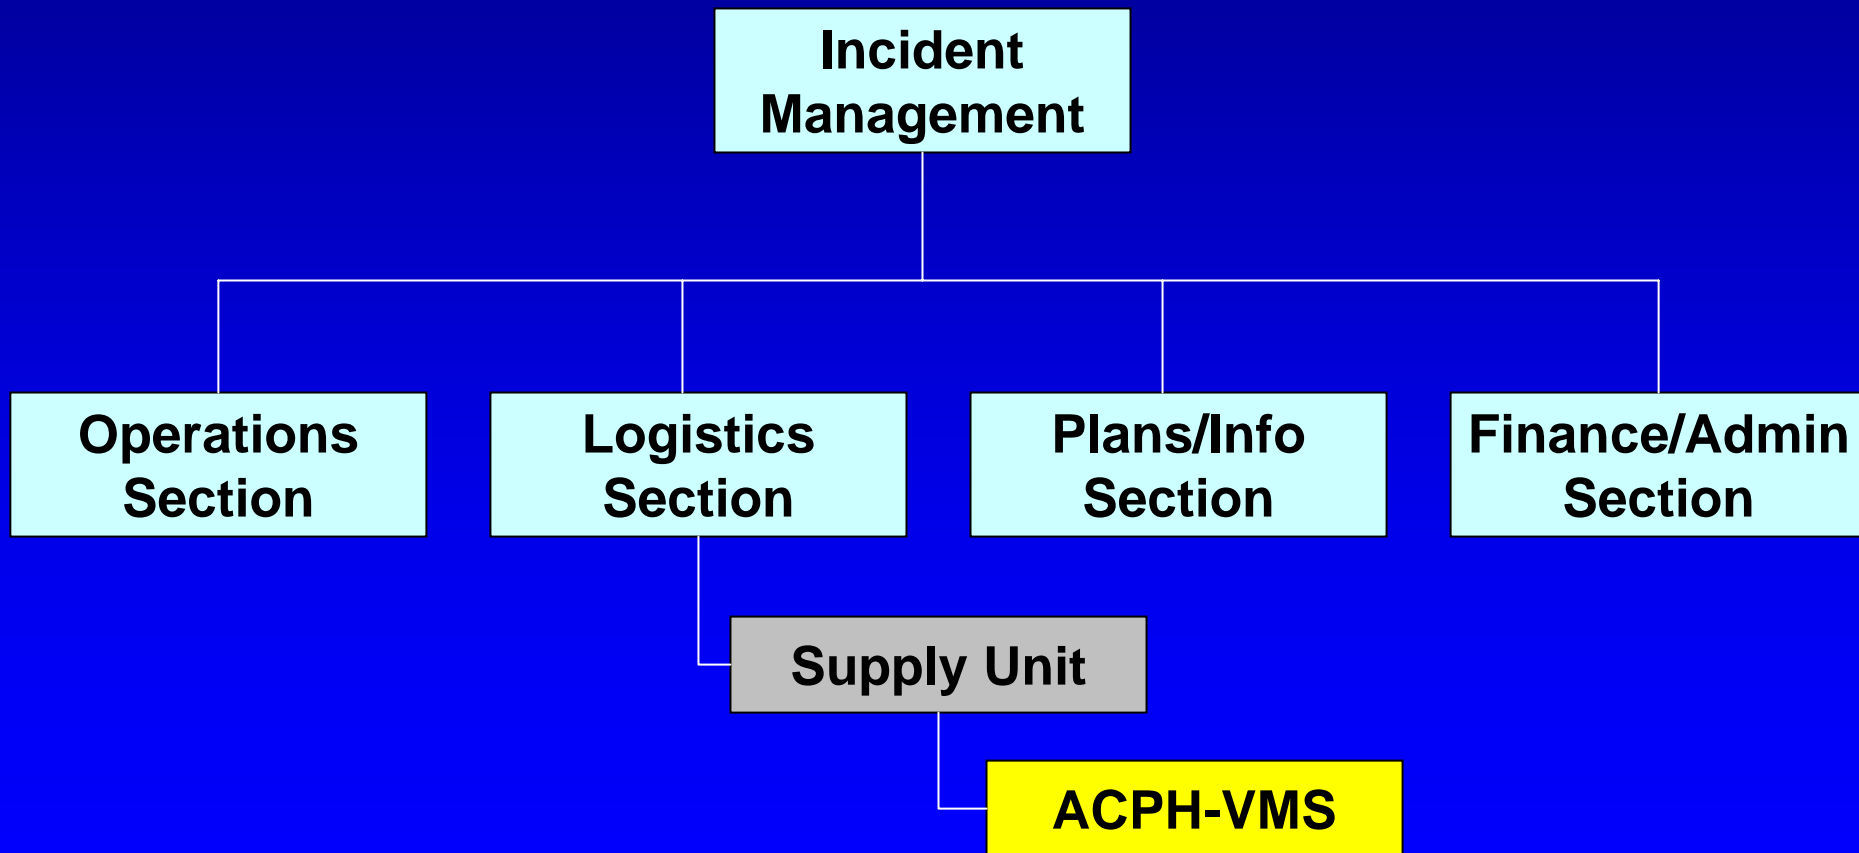 Incident
Management
Operations
Section
Logistics
Section
Plans/Info
Section
Finance/Admin
Section
Supply Unit
ACPH-VMS